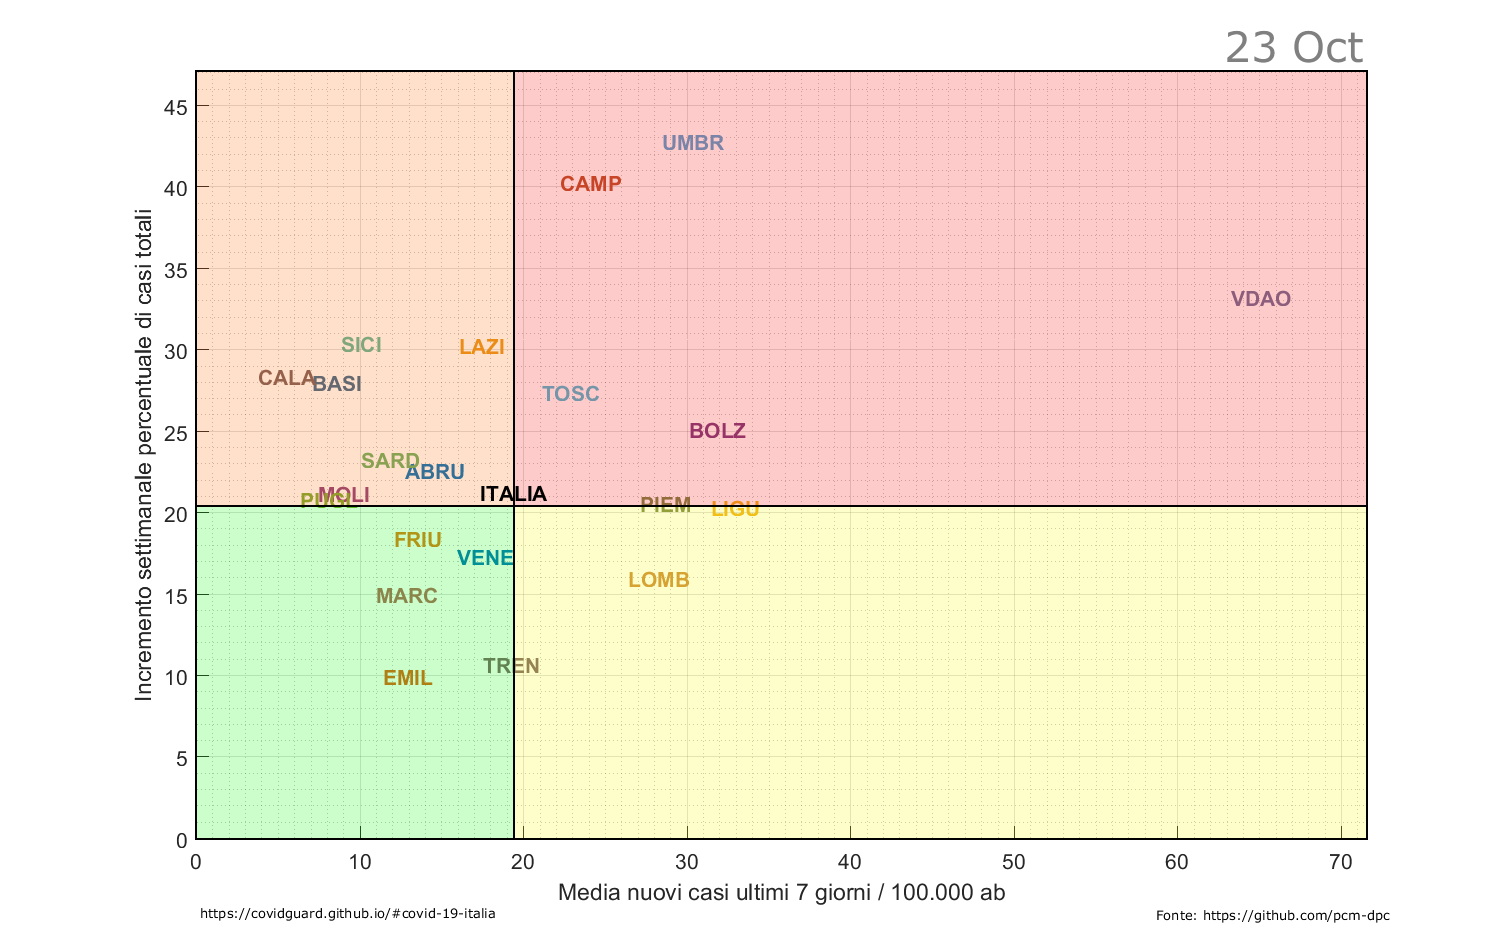 23 Oct
45
40
35
30
25
20
15
10
5
0
Incremento settimanale percentuale di casi totali
UMBR
CAMP
VDAO
SICI
LAZI
CALA
BASI
TOSC
BOLZ
SARD
ABRU
MOLI
PUGL
ITALIA
PIEM
LIGU
FRIU
VENE
LOMB
MARC
TREN
EMIL
0 10 20 30 40 50 60 70
Media nuovi casi ultimi 7 giorni / 100.000 ab
https://covidguard.github.io/#covid-19-italia
Fonte: https://github.com/pcm-dpc